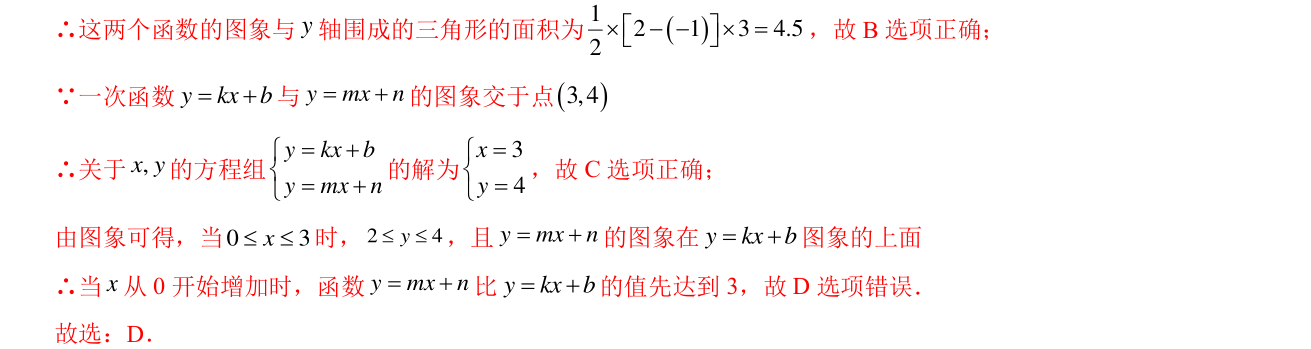 ∴这两个函数的图象与 y 轴围成的三角形的面积为 1/2 ×[2−(−1)]×3=4.5，故 B 选项正确；
∵一次函数 y=kx+b 与 y=mx+n 的图象交于点(3,4)
∴关于 x, y 的方程组 {y=kx+b y=mx+n 的解为 {x=3 y=4，故 C 选项正确；
由图象可得，当 0≤x≤3 时，2≤y≤4，且 y=mx+n 的图象在 y=kx+b 图象的上面
∴当 x 从 0 开始增加时，函数 y=mx+n 比 y=kx+b 的值先达到 3，故 D 选项错误．
故选：D．